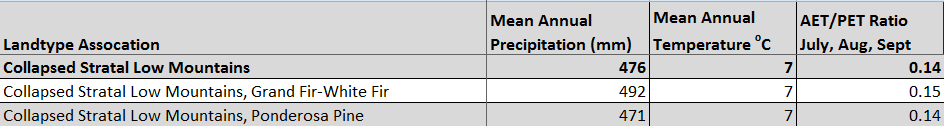 Landtype Assocation Mean Annual Precipitation (mm) Mean Annual Temperature °C AET/PET Ratio July, Aug, Sept
Collapsed Stratal Low Mountains 476 7 0.14
Collapsed Stratal Low Mountains, Grand Fir-White Fir 492 7 0.15
Collapsed Stratal Low Mountains, Ponderosa Pine 471 7 0.14